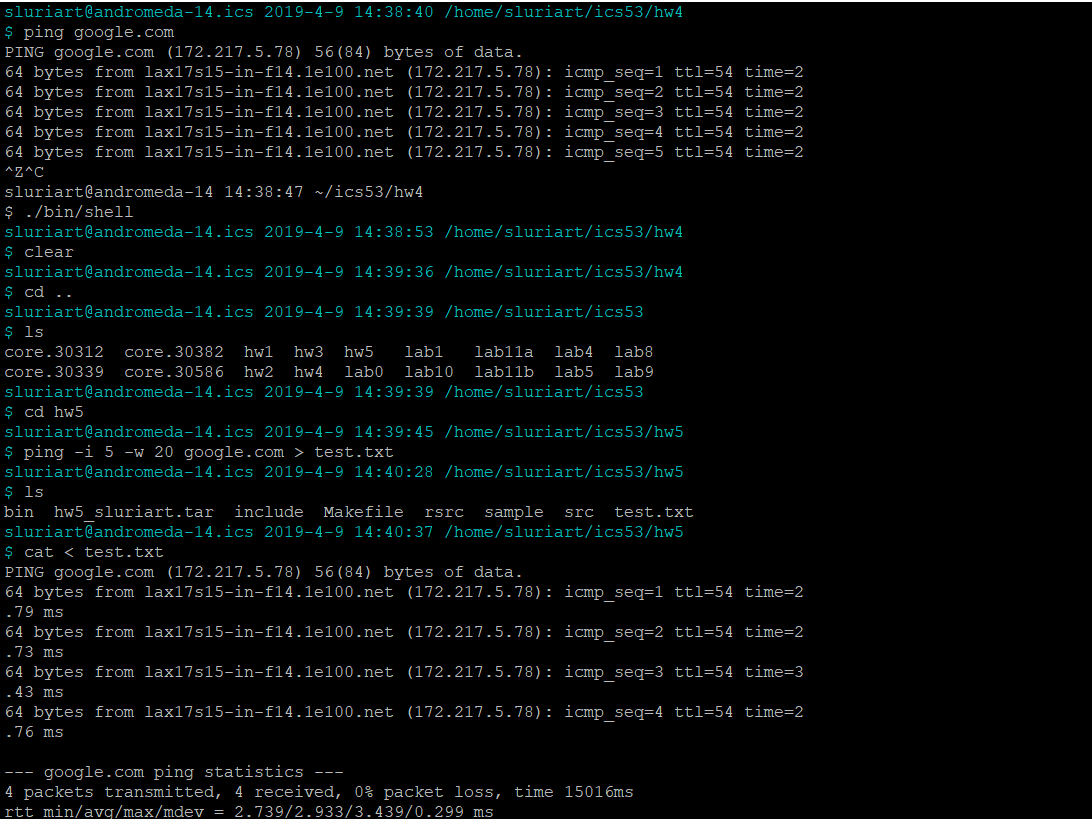 sluriart@andromeda-14.ics 2019-4-9 14:38:40 /home/sluriart/ics53/hw4
$ ping google.com
PING google.com (172.217.5.78) 56(84) bytes of data.
64 bytes from lax17s15-in-f14.1e100.net (172.217.5.78): icmp_seq=1 ttl=54 time=2
64 bytes from lax17s15-in-f14.1e100.net (172.217.5.78): icmp_seq=2 ttl=54 time=2
64 bytes from lax17s15-in-f14.1e100.net (172.217.5.78): icmp_seq=3 ttl=54 time=2
64 bytes from lax17s15-in-f14.1e100.net (172.217.5.78): icmp_seq=4 ttl=54 time=2
64 bytes from lax17s15-in-f14.1e100.net (172.217.5.78): icmp_seq=5 ttl=54 time=2
^Z^C
sluriart@andromeda-14 14:38:47 ~/ics53/hw4
$ ./bin/shell
sluriart@andromeda-14.ics 2019-4-9 14:38:53 /home/sluriart/ics53/hw4
$ clear
sluriart@andromeda-14.ics 2019-4-9 14:39:36 /home/sluriart/ics53/hw4
$ cd ..
sluriart@andromeda-14.ics 2019-4-9 14:39:39 /home/sluriart/ics53
$ ls
core.30312  core.30382  hw1  hw3  hw5   lab1   lab11a  lab4  lab8
core.30339  core.30586  hw2  hw4  lab0  lab10  lab11b  lab5  lab9
sluriart@andromeda-14.ics 2019-4-9 14:39:39 /home/sluriart/ics53
$ cd hw5
sluriart@andromeda-14.ics 2019-4-9 14:39:45 /home/sluriart/ics53/hw5
$ ping -i 5 -w 20 google.com > test.txt
sluriart@andromeda-14.ics 2019-4-9 14:40:28 /home/sluriart/ics53/hw5
$ ls
bin  hw5_sluriart.tar  include  Makefile  rsrc  sample  src  test.txt
sluriart@andromeda-14.ics 2019-4-9 14:40:37 /home/sluriart/ics53/hw5
$ cat < test.txt
PING google.com (172.217.5.78) 56(84) bytes of data.
64 bytes from lax17s15-in-f14.1e100.net (172.217.5.78): icmp_seq=1 ttl=54 time=2
.79 ms
64 bytes from lax17s15-in-f14.1e100.net (172.217.5.78): icmp_seq=2 ttl=54 time=2
.73 ms
64 bytes from lax17s15-in-f14.1e100.net (172.217.5.78): icmp_seq=3 ttl=54 time=3
.43 ms
64 bytes from lax17s15-in-f14.1e100.net (172.217.5.78): icmp_seq=4 ttl=54 time=2
.76 ms
--- google.com ping statistics ---
4 packets transmitted, 4 received, 0% packet loss, time 15016ms
rtt min/avg/max/mdev = 2.739/2.933/3.439/0.299 ms